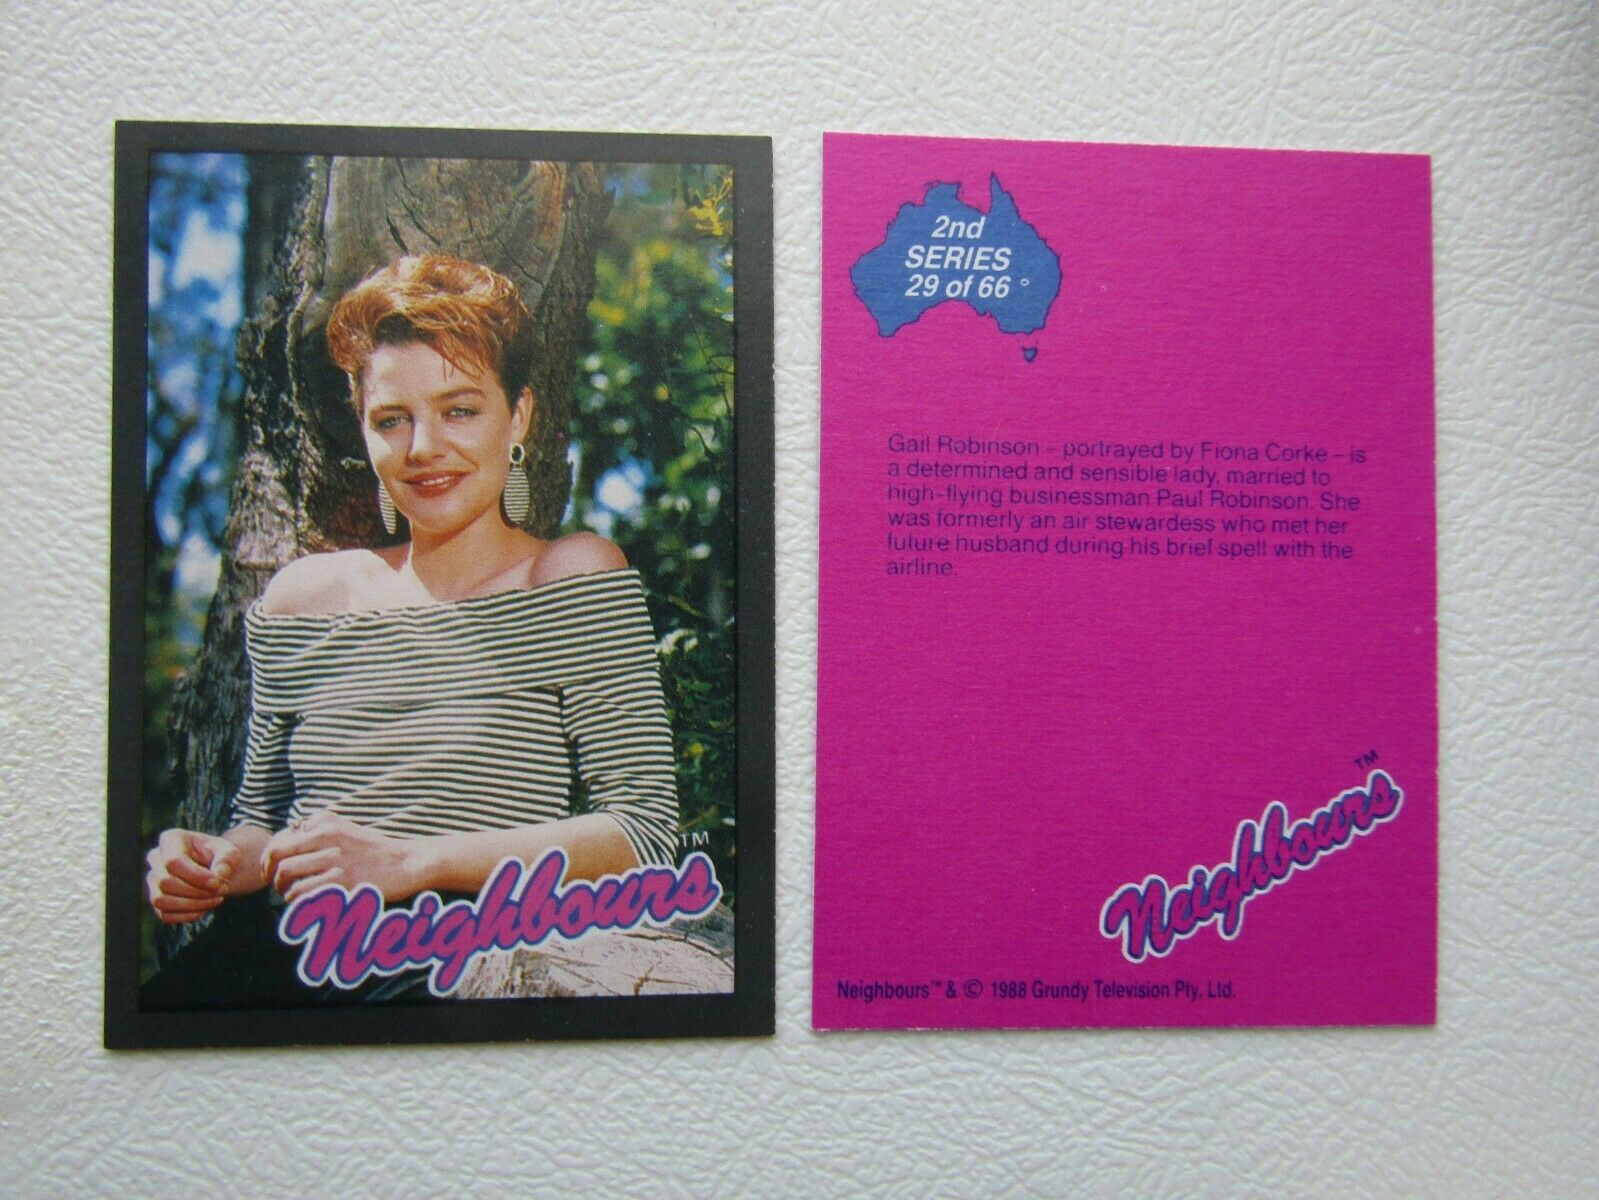 TM
Neighbours
2nd
SERIES
29 of 66
Gail Robinson – portrayed by Fiona Corke – is
a determined and sensible lady, married to
high-flying businessman Paul Robinson. She
was formerly an air stewardess who met her
future husband during his brief spell with the
airline.
TM
Neighbours
Neighbours™ & © 1988 Grundy Television Pty. Ltd.